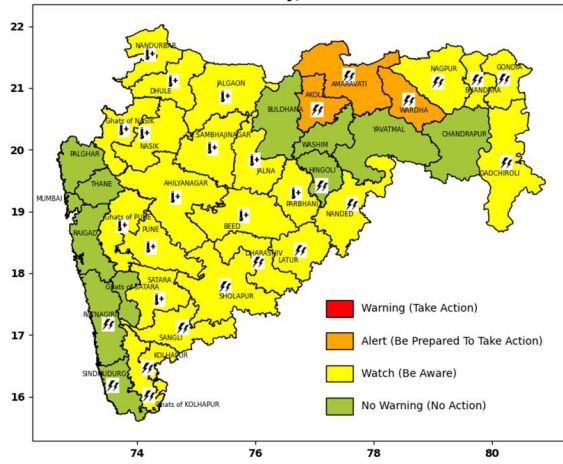 22
21
20
19
18
17
16
74
76
78
80
NANDURBAR
DHULE
JALGAON
AMARAVATI
NAGPUR
GONDIA
BHANDARA
AKOLA
WARDHA
BULDHANA
Ghats of NASIK
NASIK
SAMBHAJINAGAR
WASHIM
YAVATMAL
CHANDRAPUR
GADCHIROLI
PALGHAR
THANE
MUMBAI
JALNA
HINGOLI
PARBHANI
NANDED
AHILYANAGAR
BEED
RAIGAD
Ghats of PUNE
PUNE
DHARASHIV
LATUR
SATARA
Ghats of SATARA
SHOLAPUR
RATNAGIRI
SANGLI
KOLHAPUR
SINDHUDURG
Ghats of KOLHAPUR
Warning (Take Action)
Alert (Be Prepared To Take Action)
Watch (Be Aware)
No Warning (No Action)